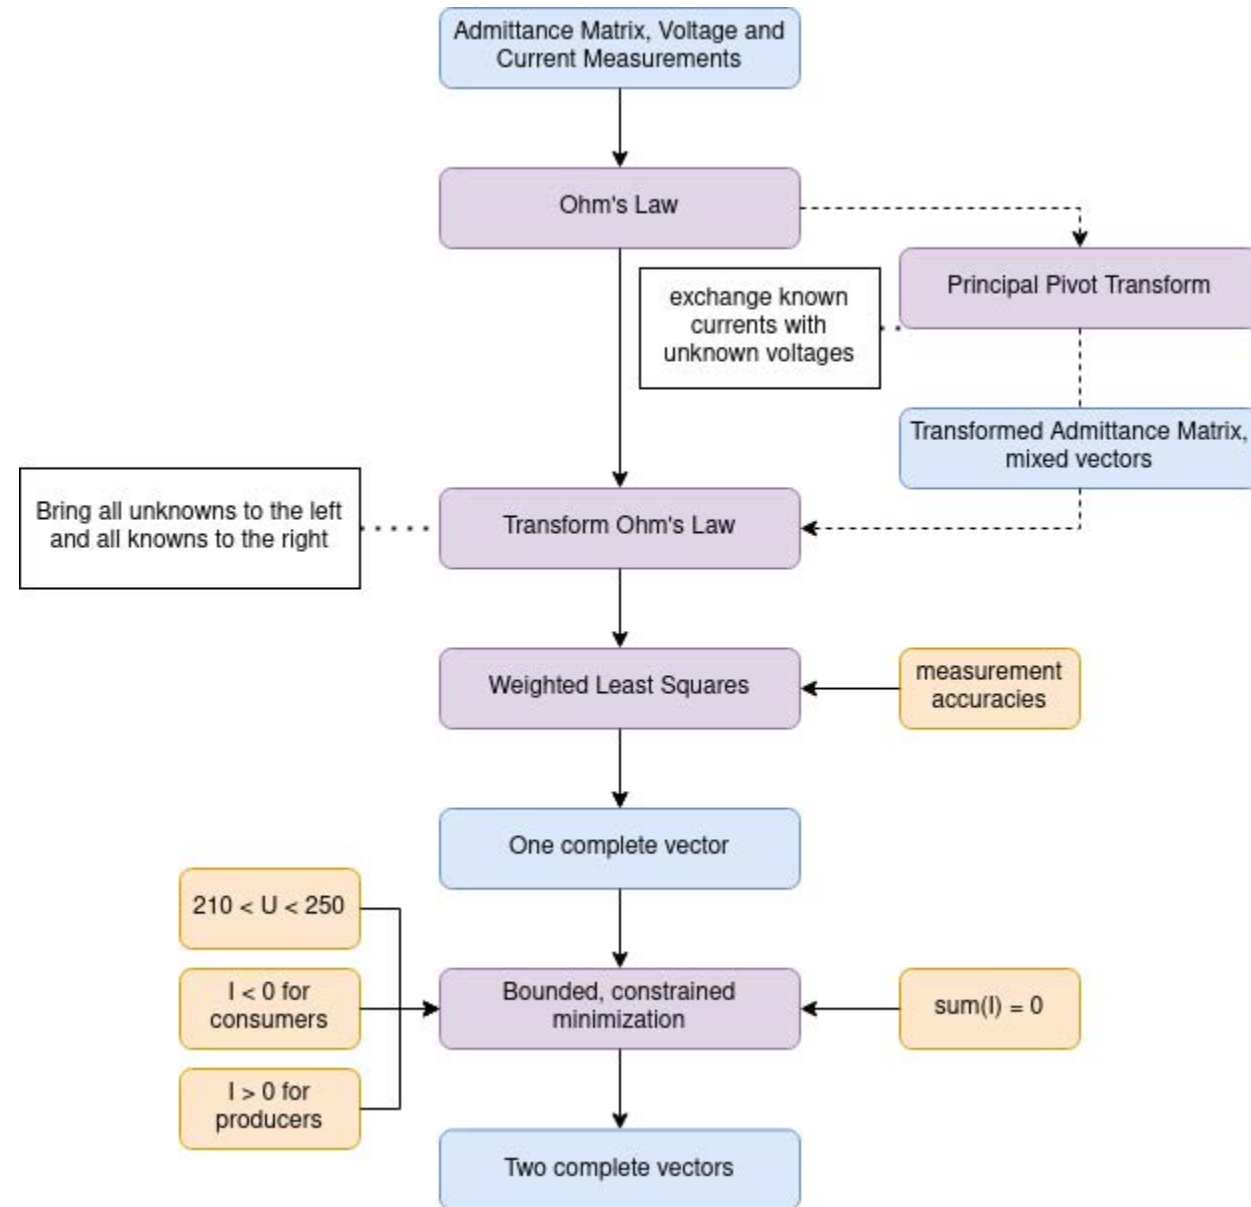 Admittance Matrix, Voltage and
Current Measurements
Ohm's Law
Principal Pivot Transform
exchange known
currents with
unknown voltages
Transformed Admittance Matrix,
mixed vectors
Bring all unknowns to the left
and all knowns to the right
Transform Ohm's Law
Weighted Least Squares
measurement
accuracies
One complete vector
210 < U < 250
I < 0 for
consumers
I > 0 for
producers
Bounded, constrained
minimization
sum(I) = 0
Two complete vectors